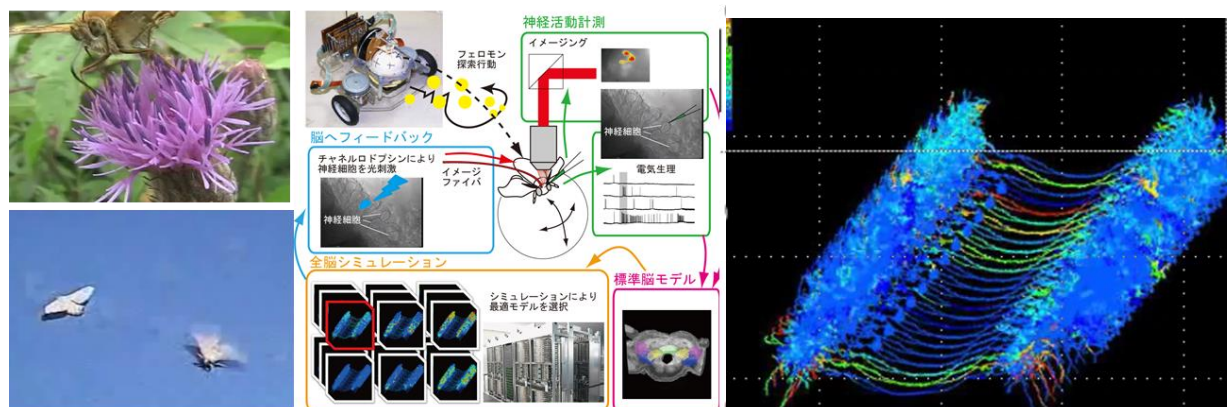 神経活動計測
イメージング
フェロモン
探索行動
神経細胞
脳へフィードバック
チャネルロドプシンにより
神経細胞を光刺激
イメージ
ファイバ
神経細胞
電気生理
全脳シミュレーション
シミュレーションにより
最適モデルを選択
標準脳モデル